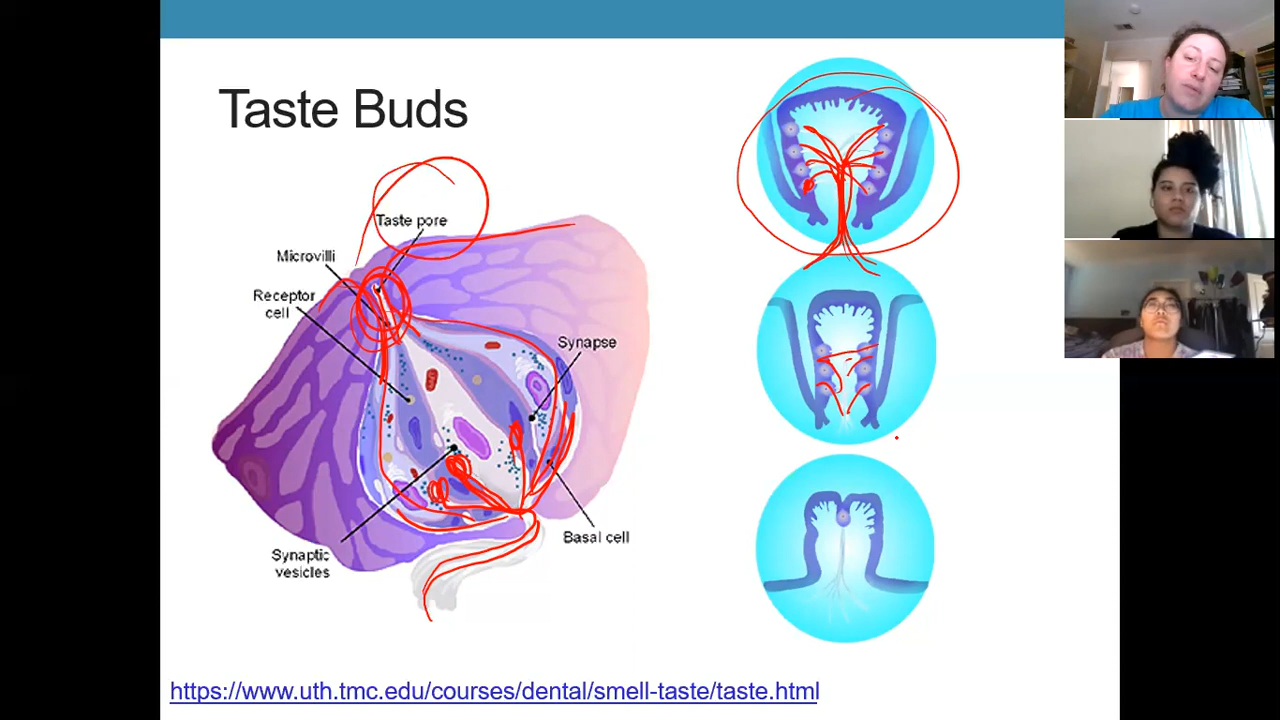 Taste Buds
Taste pore
Microvilli
Receptor
cell
Synapse
Basal cell
Synaptic
vesicles
https://www.uth.tmc.edu/courses/dental/smell-taste/taste.html